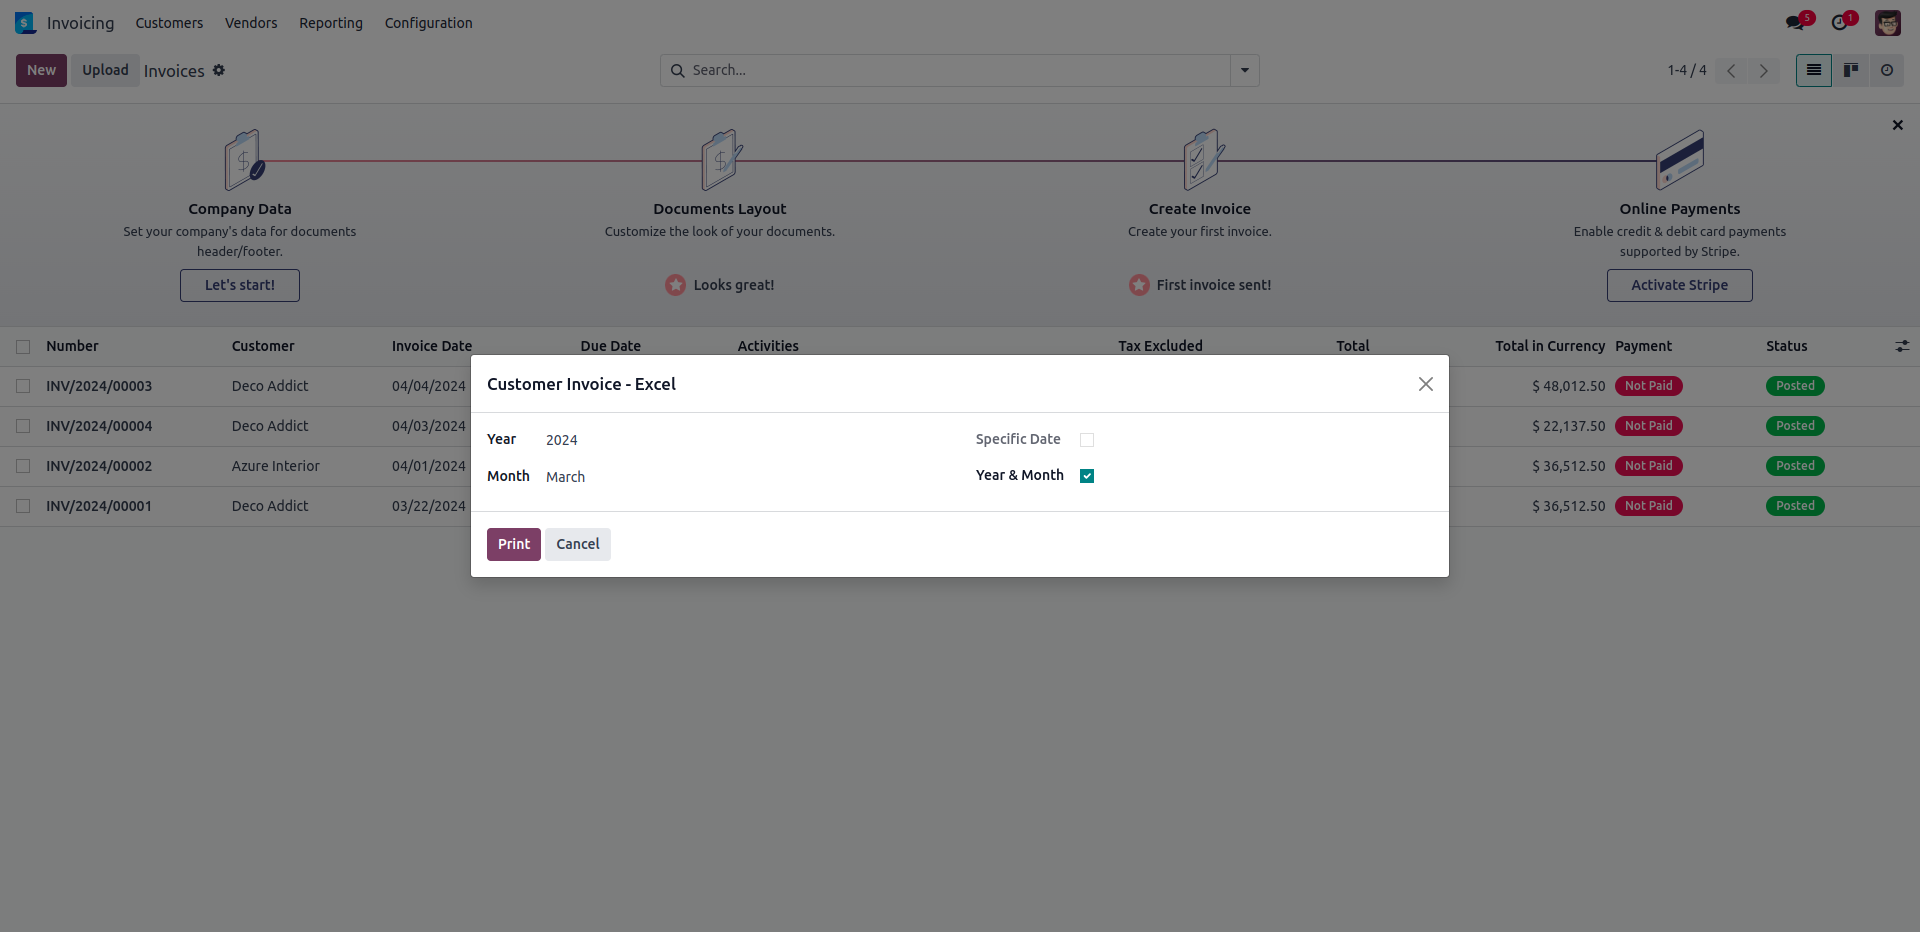 Invoicing Customers Vendors Reporting Configuration 5 1
New Upload Invoices Search... 1-4 / 4
Company Data
Set your company's data for documents
header/footer.
Let's start!
Documents Layout
Customize the look of your documents.
Looks great!
Create Invoice
Create your first invoice.
First invoice sent!
Online Payments
Enable credit & debit card payments
supported by Stripe.
Activate Stripe
Number Customer Invoice Date Due Date Activities Tax Excluded Total Total in Currency Payment Status
INV/2024/00003 Deco Addict 04/04/2024 $ 48,012.50 Not Paid Posted
INV/2024/00004 Deco Addict 04/03/2024 $ 22,137.50 Not Paid Posted
INV/2024/00002 Azure Interior 04/01/2024 $ 36,512.50 Not Paid Posted
INV/2024/00001 Deco Addict 03/22/2024 $ 36,512.50 Not Paid Posted
Customer Invoice - Excel
Year 2024 Specific Date
Month March Year & Month
Print Cancel